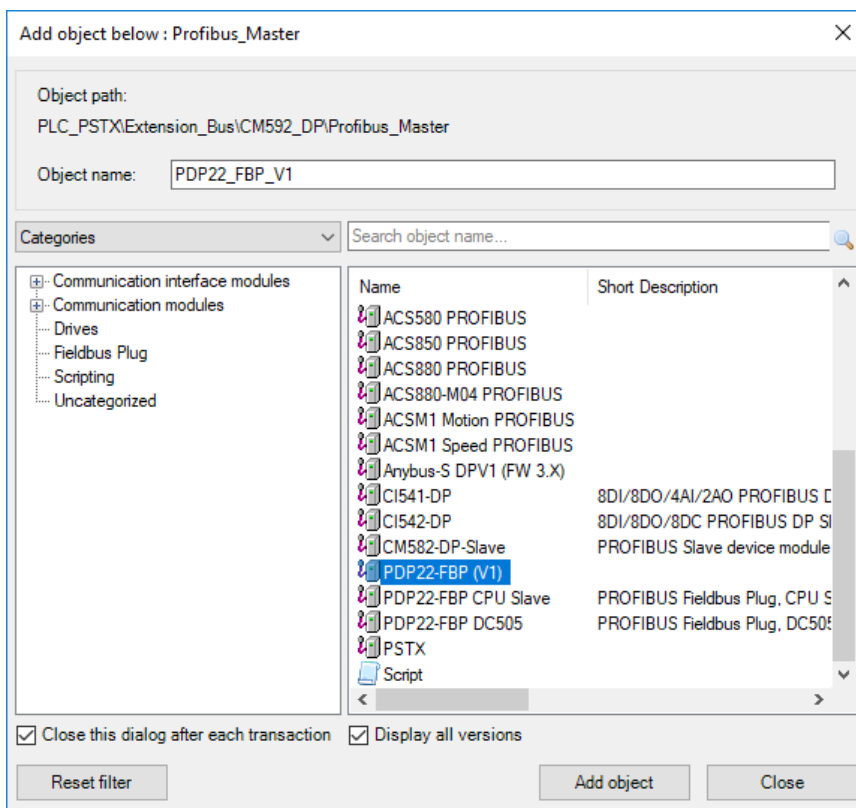 Add object below : Profibus_Master
Object path:
PLC_PSTX\Extension_Bus\CM592_DP\Profibus_Master
Object name: PDP22_FBP_V1
Categories
Search object name...
Communication interface modules
Communication modules
Drives
Fieldbus Plug
Scripting
Uncategorized
Name Short Description
ACS580 PROFIBUS
ACS850 PROFIBUS
ACS880 PROFIBUS
ACS880-M04 PROFIBUS
ACSM1 Motion PROFIBUS
ACSM1 Speed PROFIBUS
Anybus-S DPV1 (FW 3.X)
CI541-DP 8DI/8DO/4AI/2AO PROFIBUS D
CI542-DP 8DI/8DO/8DC PROFIBUS DP Sl
CM582-DP-Slave PROFIBUS Slave device module
PDP22-FBP (V1)
PDP22-FBP CPU Slave PROFIBUS Fieldbus Plug, CPU S
PDP22-FBP DC505 PROFIBUS Fieldbus Plug, DC505
PSTX
Script
Close this dialog after each transaction Display all versions
Reset filter Add object Close